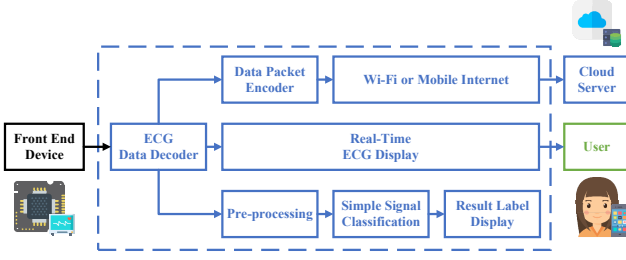 Data Packet
Encoder
Wi-Fi or Mobile Internet
Cloud
Server
Front End
Device
ECG
Data Decoder
Real-Time
ECG Display
User
Pre-processing
Simple Signal
Classification
Result Label
Display